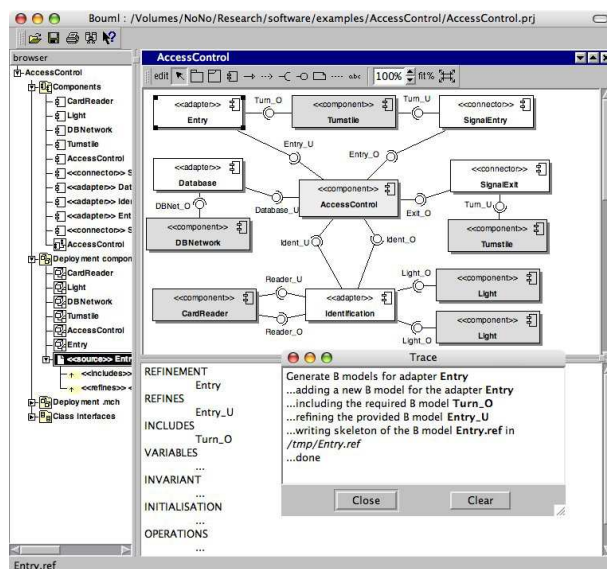 Bouml : /Volumes/NoNo/Research/software/examples/AccessControl/AccessControl.prj
browser
AccessControl
Components
CardReader
Light
DBNetwork
Turnstile
AccessControl
<<connector>> S
<<adapter>> Dat
<<adapter>> Iden
<<adapter>> Ent
<<connector>> S
AccessControl
Deployment compon
CardReader
Light
DBNetwork
Turnstile
AccessControl
Entry
<<source>> Entr
<<includes>>
<<refines>> <
Deployment .mch
Class Interfaces
AccessControl
edit
abc
100%
fit%
<<adapter>>
Entry
Turn_O
<<component>>
Turnstile
Turn_U
<<connector>>
SignalEntry
Entry_U
Entry_O
<<adapter>>
Database
DBNet_O
Database_U
<<component>>
AccessControl
<<connector>>
SignalExit
Exit_O
Turn_U
<<component>>
DBNetwork
Ident_U
Ident_O
<<component>>
Turnstile
Reader_U
Light_O
<<component>>
CardReader
<<adapter>>
Identification
<<component>>
Light
Reader_O
Light_O
<<component>>
Light
REFINEMENT
Entry
REFINES
Entry_U
INCLUDES
Turn_O
VARIABLES
...
INVARIANT
...
INITIALISATION
...
OPERATIONS
...
Trace
Generate B models for adapter Entry
...adding a new B model for the adapter Entry
...including the required B model Turn_O
...refining the provided B model Entry_U
...writing skeleton of the B model Entry.ref in
/tmp/Entry.ref
...done
Close
Clear
Entry.ref